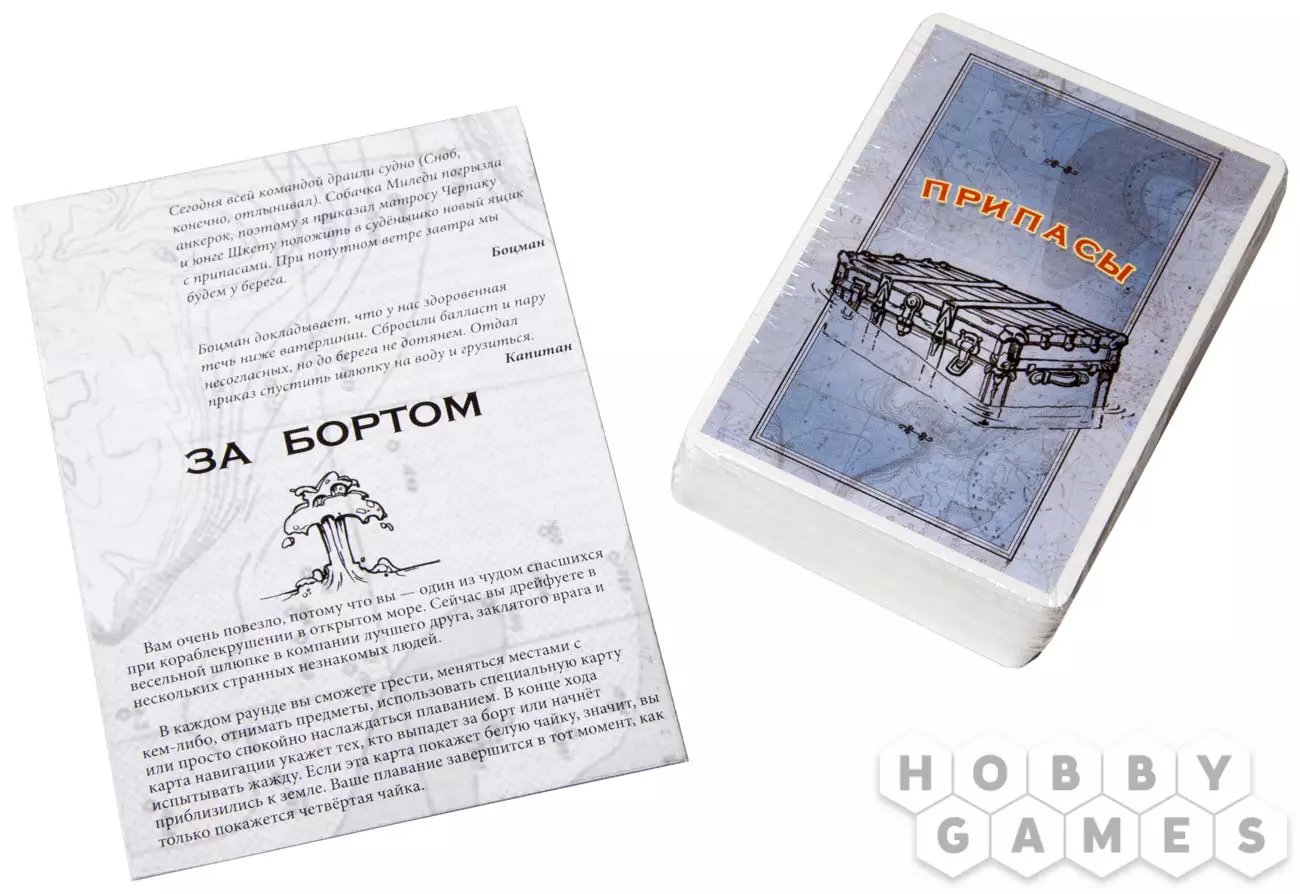 Сегодня всей командой драили судно (Сноб,
конечно, отлынивал). Собачка Миледи погрызла
анкерок, поэтому я приказал матросу Черпаку
и юнге Шкету положить в судёнышко новый ящик
с припасами. При попутном ветре завтра мы
будем у берега.
Боцман
Боцман докладывает, что у нас здоровенная
течь ниже ватерлинии. Сбросили балласт и пару
несогласных, но до берега не дотянем. Отдал
приказ спустить шлюпку на воду и грузиться.
Капитан
ЗА БОРТОМ
Вам очень повезло, потому что вы — один из чудом спасшихся
при кораблекрушении в открытом море. Сейчас вы дрейфуете в
весельной шлюпке в компании лучшего друга, заклятого врага и
нескольких странных незнакомых людей.
В каждом раунде вы сможете грести, меняться местами с
кем-либо, отнимать предметы, использовать специальную карту
или просто спокойно наслаждаться плаванием. В конце хода
карта навигации укажет тех, кто выпадет за борт или начнёт
испытывать жажду. Если эта карта покажет белую чайку, значит, вы
приблизились к земле. Ваше плавание завершится в тот момент, как
только покажется четвёртая чайка.
ПРИПАСЫ
HOBBY
GAMES